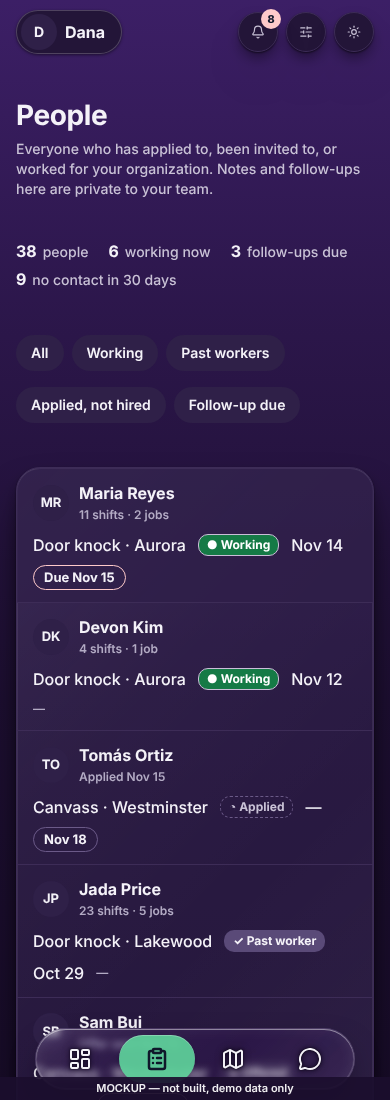 D Dana 8
People
Everyone who has applied to, been invited to, or
worked for your organization. Notes and follow-ups
here are private to your team.
38 people 6 working now 3 follow-ups due
9 no contact in 30 days
All Working Past workers
Applied, not hired Follow-up due
MR Maria Reyes
11 shifts · 2 jobs
Door knock · Aurora Working Nov 14
Due Nov 15
DK Devon Kim
4 shifts · 1 job
Door knock · Aurora Working Nov 12
—
TO Tomás Ortiz
Applied Nov 15
Canvass · Westminster Applied —
Nov 18
JP Jada Price
23 shifts · 5 jobs
Door knock · Lakewood ✓ Past worker
Oct 29 —
Sam Bui
MOCKUP — not built, demo data only